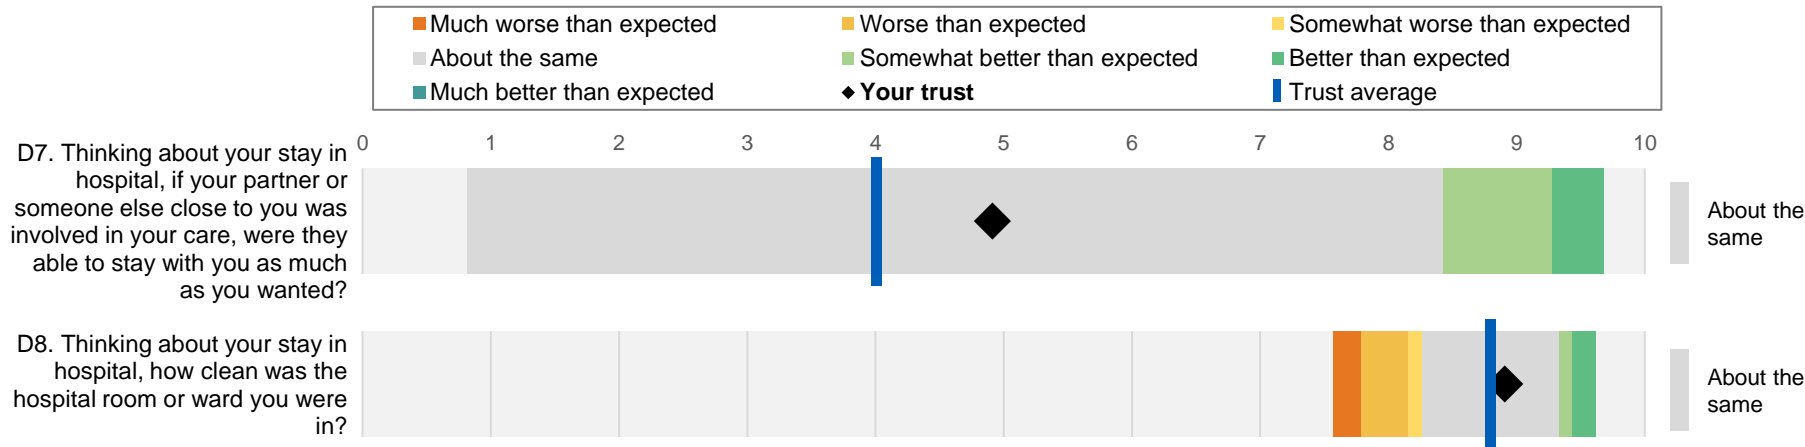 Much worse than expected
Worse than expected
Somewhat worse than expected
About the same
Somewhat better than expected
Better than expected
Much better than expected
Your trust
Trust average
0 1 2 3 4 5 6 7 8 9 10
D7. Thinking about your stay in
hospital, if your partner or
someone else close to you was
involved in your care, were they
able to stay with you as much
as you wanted?
About the
same
D8. Thinking about your stay in
hospital, how clean was the
hospital room or ward you were
in?
About the
same